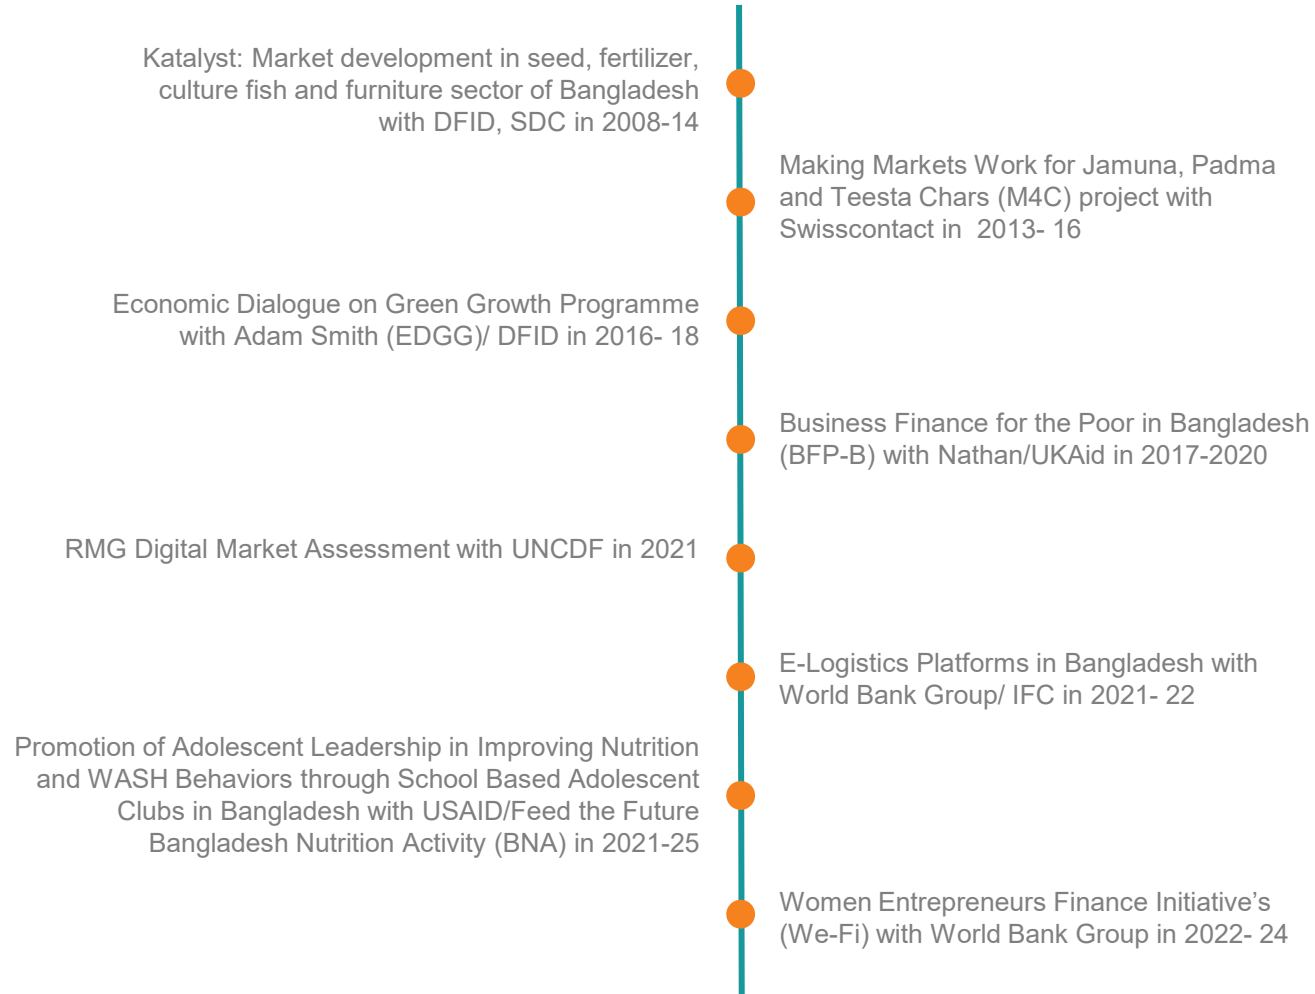 Katalyst: Market development in seed, fertilizer,
culture fish and furniture sector of Bangladesh
with DFID, SDC in 2008-14
Making Markets Work for Jamuna, Padma
and Teesta Chars (M4C) project with
Swisscontact in  2013- 16
Economic Dialogue on Green Growth Programme
with Adam Smith (EDGG)/ DFID in 2016- 18
Business Finance for the Poor in Bangladesh
(BFP-B) with Nathan/UKAid in 2017-2020
RMG Digital Market Assessment with UNCDF in 2021
E-Logistics Platforms in Bangladesh with
World Bank Group/ IFC in 2021- 22
Promotion of Adolescent Leadership in Improving Nutrition
and WASH Behaviors through School Based Adolescent
Clubs in Bangladesh with USAID/Feed the Future
Bangladesh Nutrition Activity (BNA) in 2021-25
Women Entrepreneurs Finance Initiative’s
(We-Fi) with World Bank Group in 2022- 24